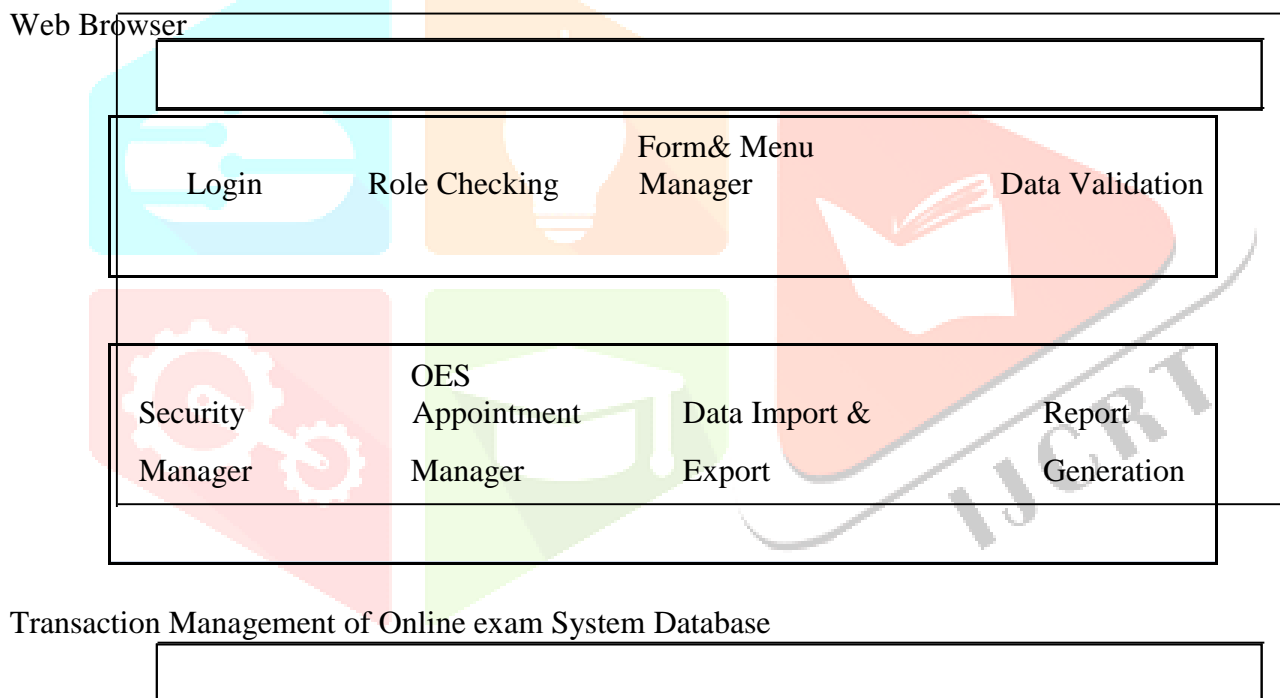 Web Browser
Form& Menu
Login Role Checking Manager Data Validation
OES
Security Appointment Data Import & Report
Manager Manager Export Generation
IJCRT
Transaction Management of Online exam System Database